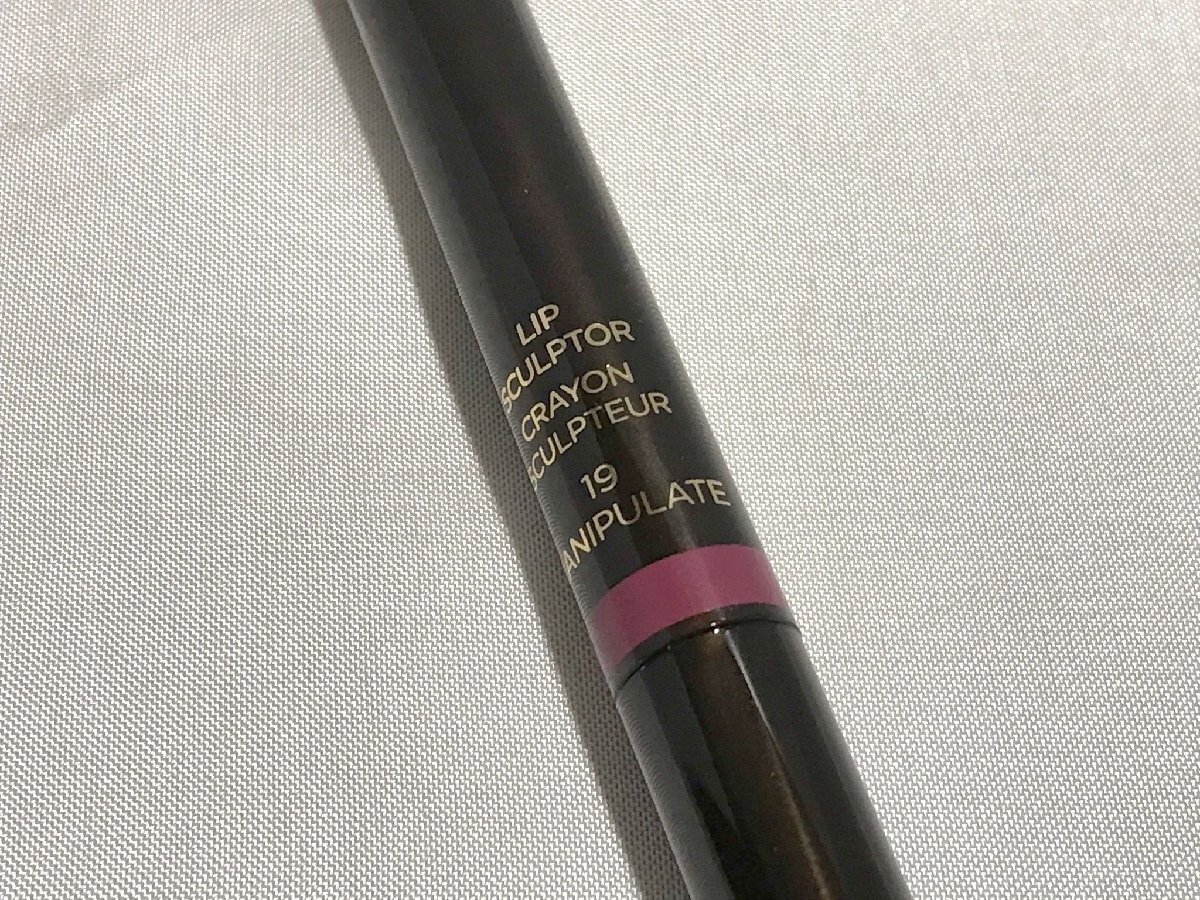 LIP
SCULPTOR
CRAYON
SCULPTEUR
19
ANIPULATE